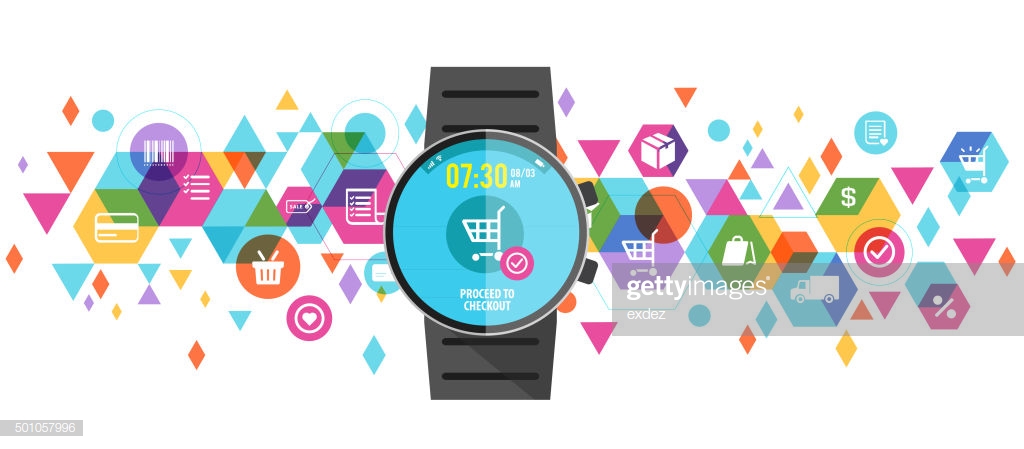 SALE
07:30 08/03
AM
PROCEED TO
CHECKOUT
$
%
gettyimages®
exdez
501057996